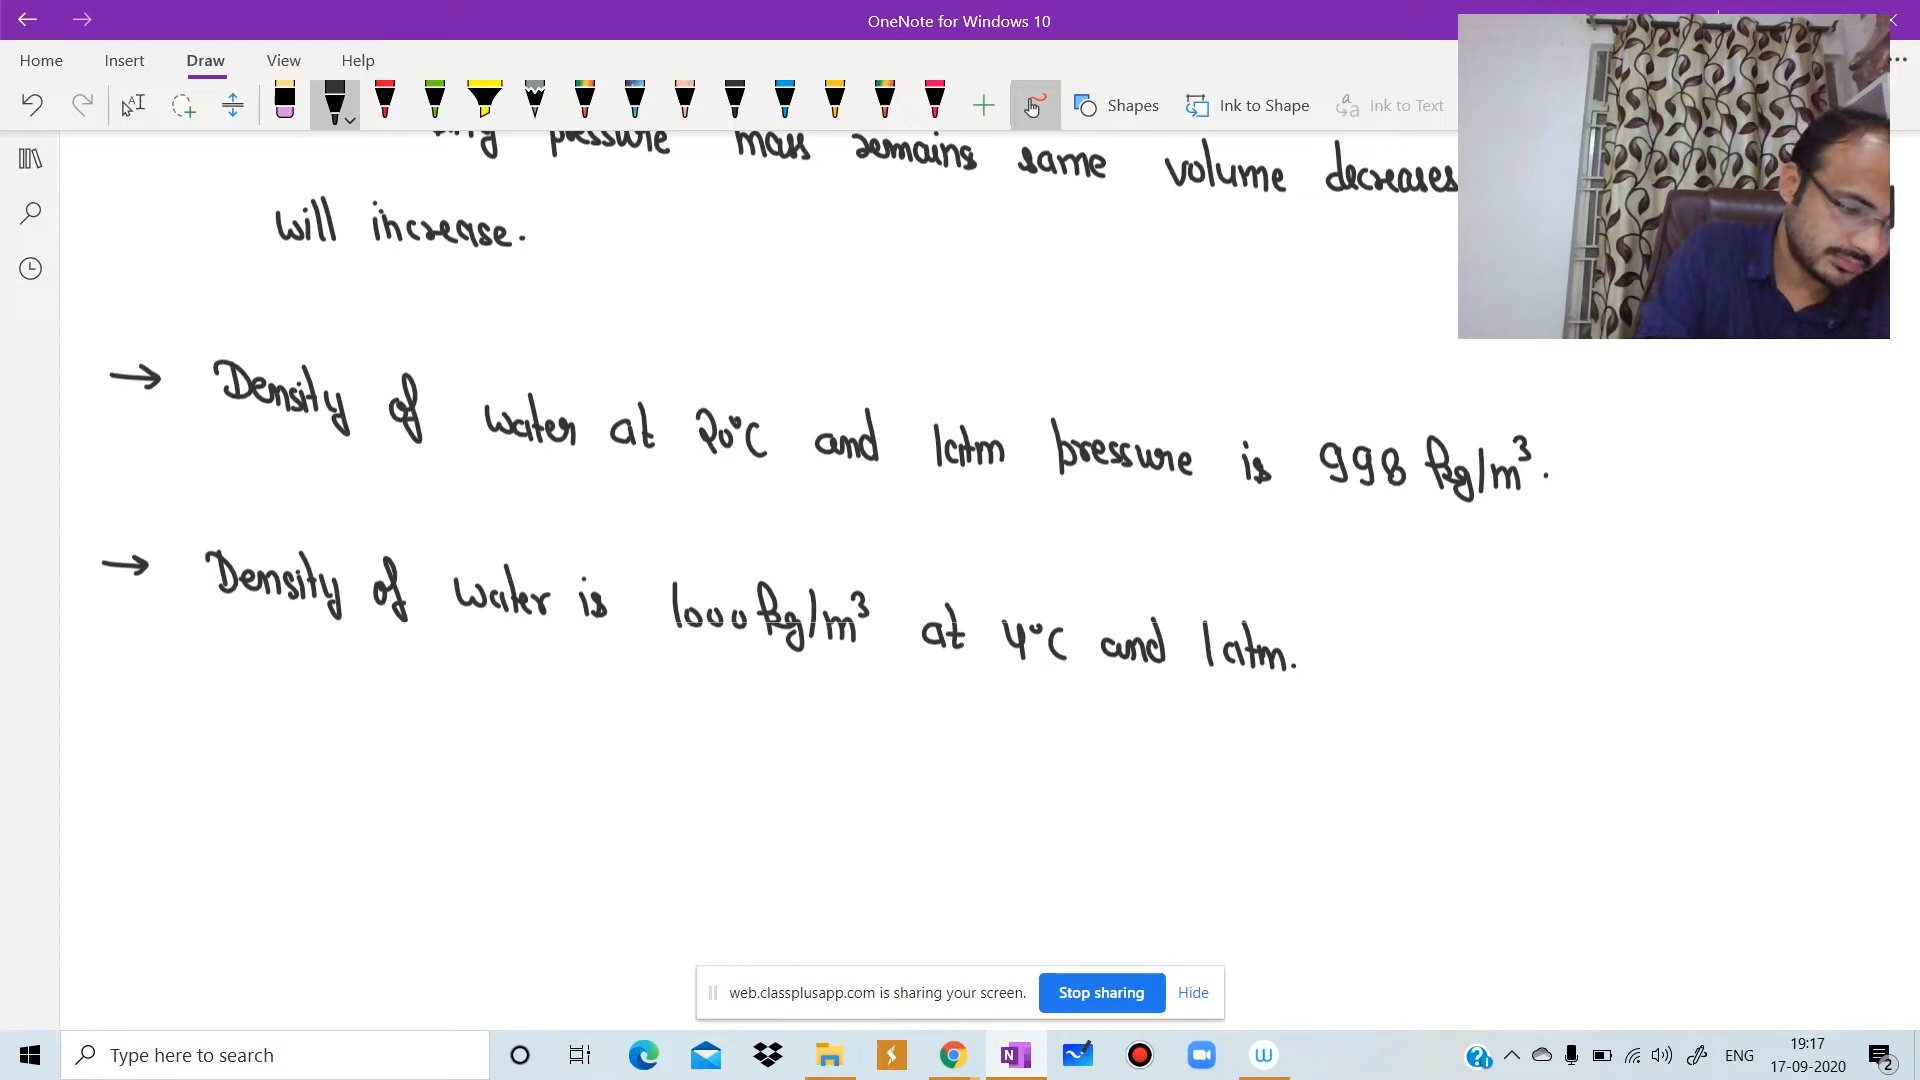 OneNote for Windows 10
Home Insert Draw View Help
Shapes Ink to Shape Ink to Text
pressure mass remains same volume decreases
will increase.
→ Density of water at 20°C and 1atm pressure is 998 kg/m³.
→ Density of water is 1000kg/m³ at 4°C and 1atm.
web.classplusapp.com is sharing your screen. Stop sharing Hide
Type here to search
ENG
19:17
17-09-2020
2